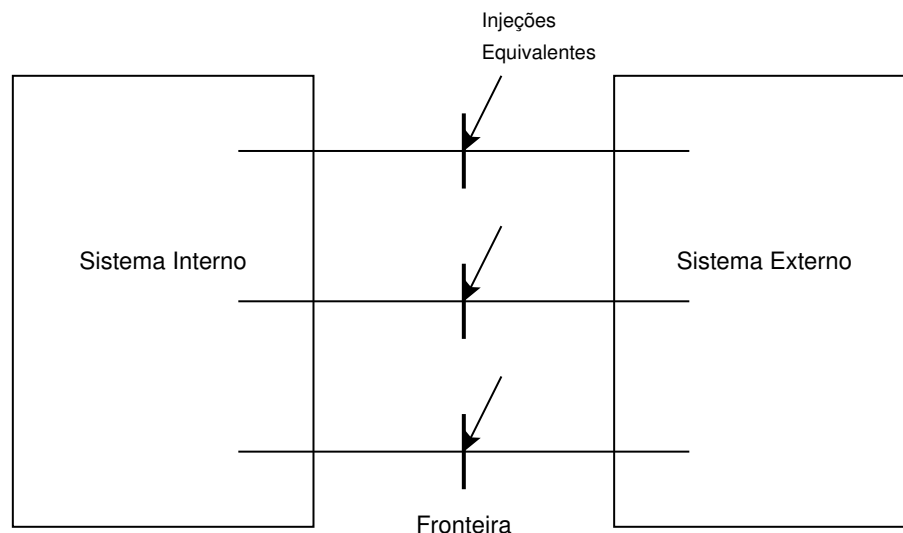 Injeções
Equivalentes
Sistema Interno
Sistema Externo
Fronteira